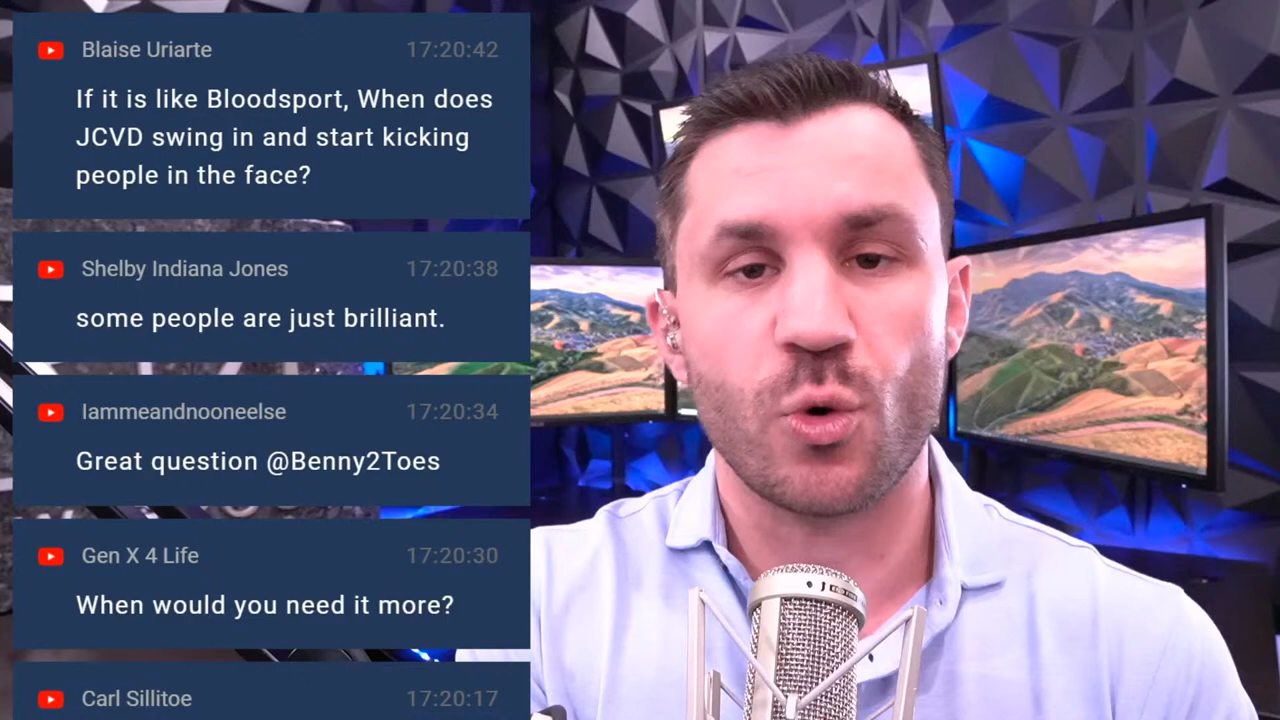 Blaise Uriarte 17:20:42
If it is like Bloodsport, When does
JCVD swing in and start kicking
people in the face?
Shelby Indiana Jones 17:20:38
some people are just brilliant.
Iammeandnooneelse 17:20:34
Great question @Benny2Toes
Gen X 4 Life 17:20:30
When would you need it more?
Carl Sillitoe 17:20:17